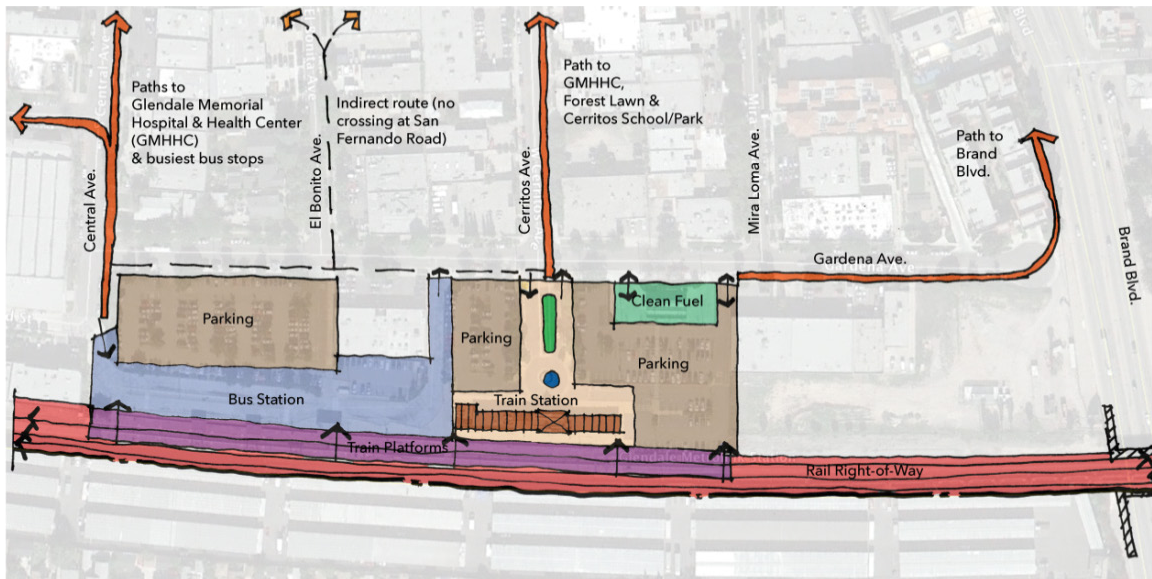 Paths to
Glendale Memorial
Hospital & Health Center
(GMHHC)
& busiest bus stops
Indirect route (no
crossing at San
Fernando Road)
Path to
GMHHC,
Forest Lawn &
Cerritos School/Park
Path to
Brand
Blvd.
Central Ave.
El Bonito Ave.
Cerritos Ave.
Mira Loma Ave.
Brand Blvd.
Gardena Ave.
Gardena Ave
Parking
Parking
Clean Fuel
Parking
Bus Station
Train Station
Train Platforms
Rail Right-of-Way